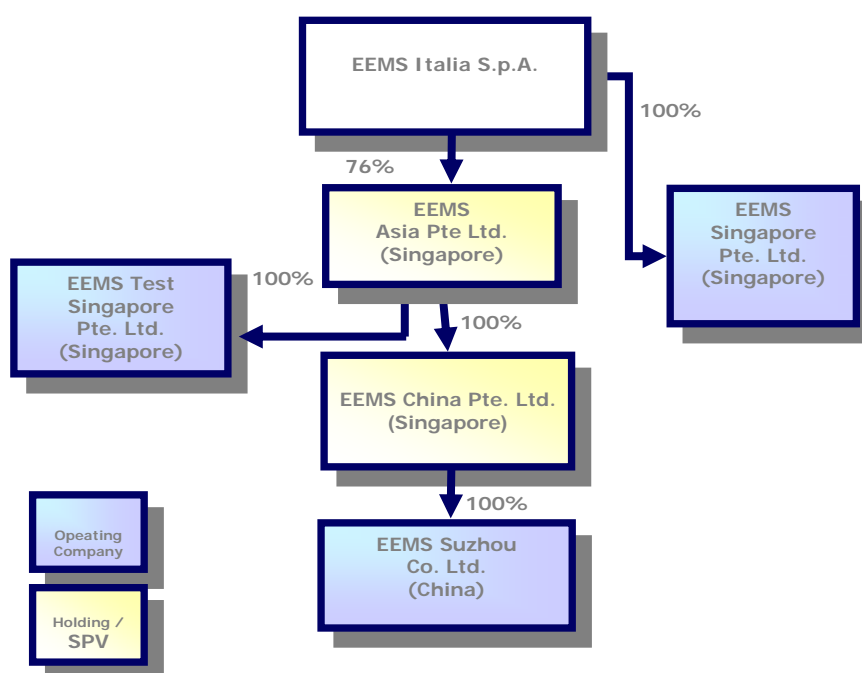 EEMS Italia S.p.A.
100%
76%
EEMS
Asia Pte Ltd.
(Singapore)
EEMS
Singapore
Pte. Ltd.
(Singapore)
100%
EEMS Test
Singapore
Pte. Ltd.
(Singapore)
100%
EEMS China Pte. Ltd.
(Singapore)
100%
EEMS Suzhou
Co. Ltd.
(China)
Opeating
Company
Holding /
SPV